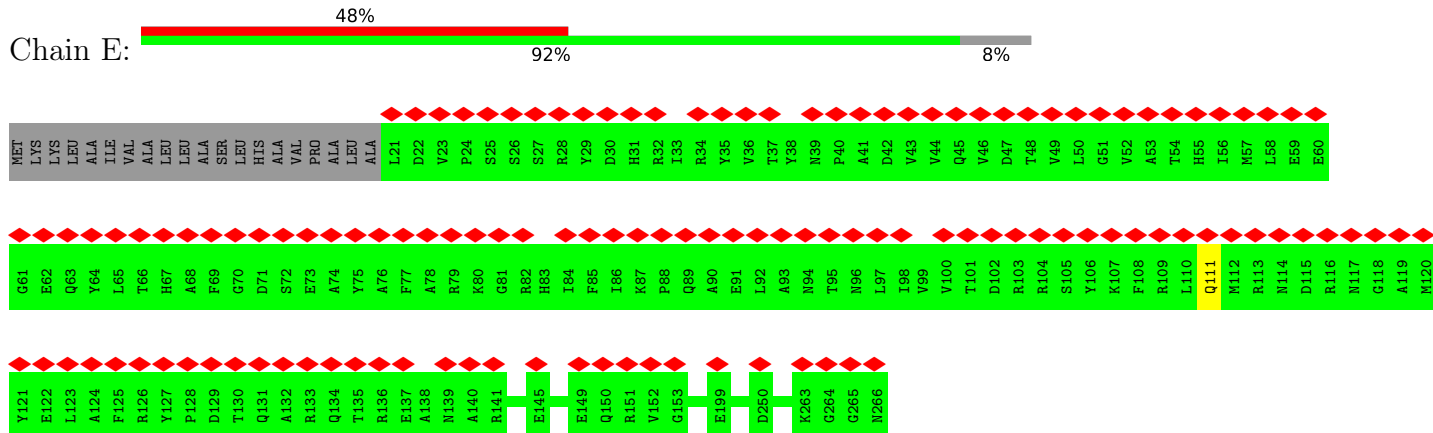 48%
Chain E:
92%
8%
MET LYS LYS LEU ALA ILE VAL ALA LEU LEU ALA SER LEU HIS ALA VAL PRO ALA LEU ALA L21 D22 V23 P24 S25 S26 S27 R28 Y29 D30 H31 R32 I33 R34 Y35 V36 T37 Y38 N39 P40 A41 D42 V43 V44 Q45 V46 D47 T48 V49 L50 G51 V52 A53 T54 H55 I56 M57 L58 E59 E60
G61 E62 Q63 Y64 L65 T66 H67 A68 F69 G70 D71 S72 E73 A74 Y75 A76 F77 A78 R79 K80 G81 R82 H83 I84 F85 I86 K87 P88 Q89 A90 E91 L92 A93 N94 T95 N96 L97 I98 V99 V100 T101 D102 R103 R104 S105 Y106 K107 F108 R109 L110 Q111 M112 R113 N114 D115 R116 N117 G118 A119 M120
Y121 E122 L123 A124 F125 R126 Y127 P128 D129 T130 Q131 A132 R133 Q134 T135 R136 E137 A138 N139 A140 R141 E145 E149 Q150 R151 V152 G153 E199 D250 K263 G264 G265 N266